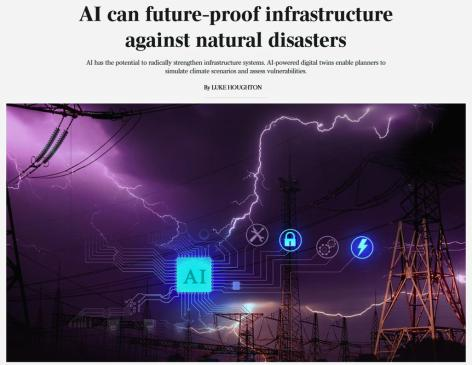 AI can future-proof infrastructure
against natural disasters
AI has the potential to radically strengthen infrastructure systems. AI-powered digital twins enable planners to
simulate climate scenarios and assess vulnerabilities.
By LUKE HOUGHTON
AI